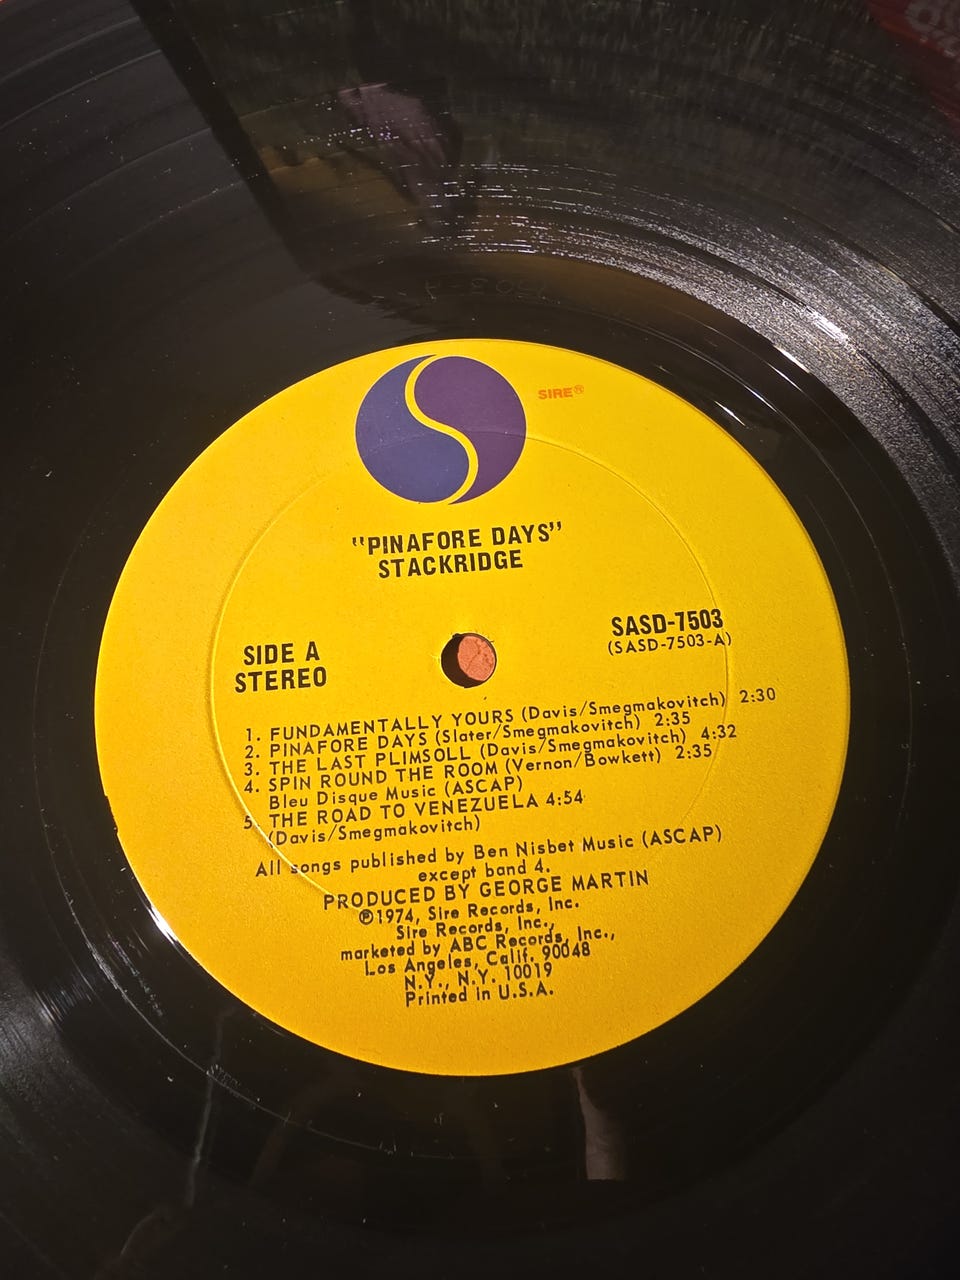 SIRE®
"PINAFORE DAYS"
STACKRIDGE
SIDE A
STEREO
SASD-7503
(SASD-7503-A)
1. FUNDAMENTALLY YOURS (Davis/Smegmakovitch) 2:30
2. PINAFORE DAYS (Slater/Smegmakovitch) 2:35
3. THE LAST PLIMSOLL (Davis/Smegmakovitch) 4:32
4. SPIN ROUND THE ROOM (Vernon/Bowkett) 2:35
Bleu Disque Music (ASCAP)
5. THE ROAD TO VENEZUELA 4:54
(Davis/Smegmakovitch)
All songs published by Ben Nisbet Music (ASCAP)
except band 4.
PRODUCED BY GEORGE MARTIN
℗1974, Sire Records, Inc.
Sire Records, Inc.,
marketed by ABC Records, Inc.,
Los Angeles, Calif. 90048
N.Y., N.Y. 10019
Printed in U.S.A.